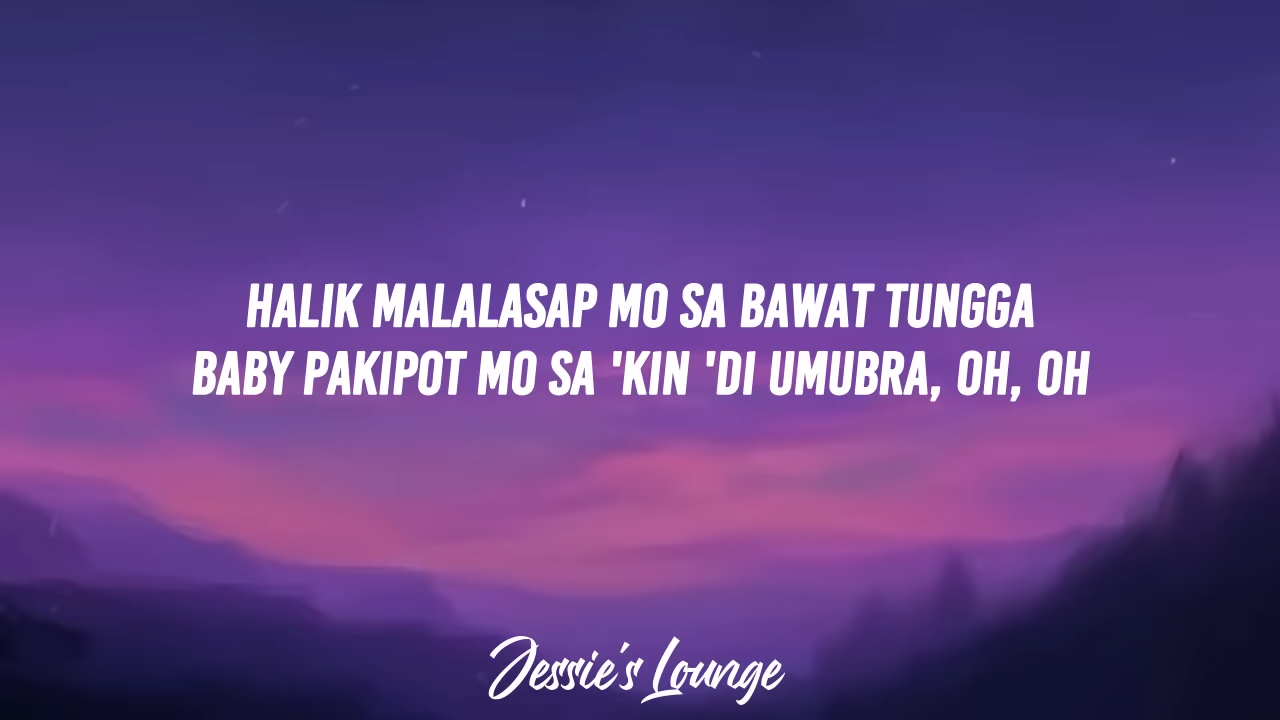 HALIK MALALASAP MO SA BAWAT TUNGGA
BABY PAKIPOT MO SA 'KIN 'DI UMUBRA, OH, OH
Jessie's Lounge